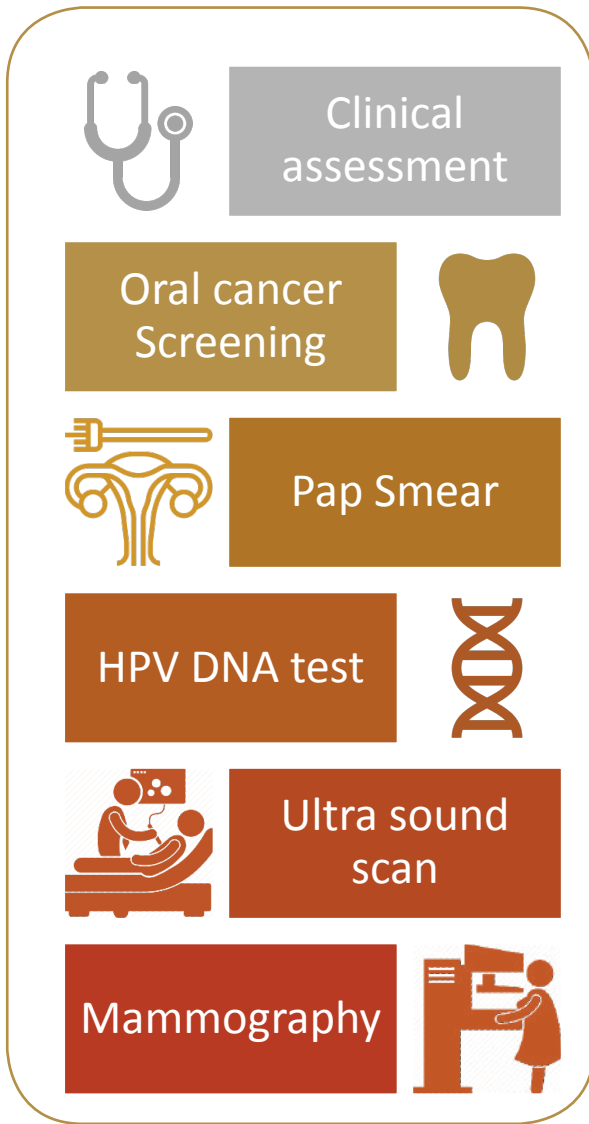 Clinical
assessment
Oral cancer
Screening
Pap Smear
HPV DNA test
Ultra sound
scan
Mammography